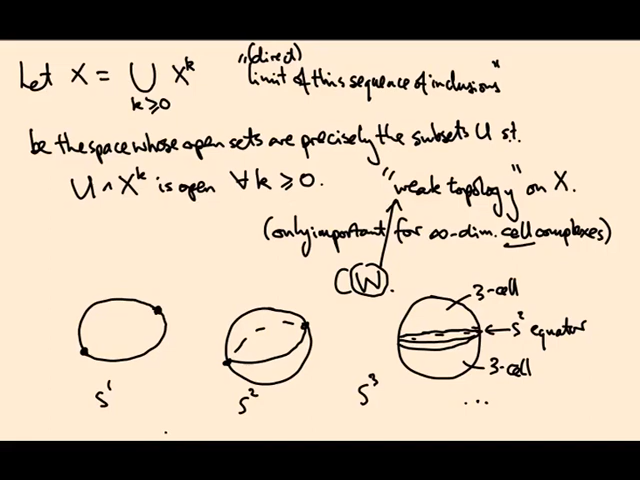 Let X = ⋃ X^k "(direct) limit of this sequence of inclusions"
k≥0
be the space whose open sets are precisely the subsets U s.t.
U ∩ X^k is open ∀ k ≥ 0. "weak topology" on X.
(only important for ∞-dim. cell complexes)
CW.
3-cell
S² equator
3-cell
S¹ S² S³ ...